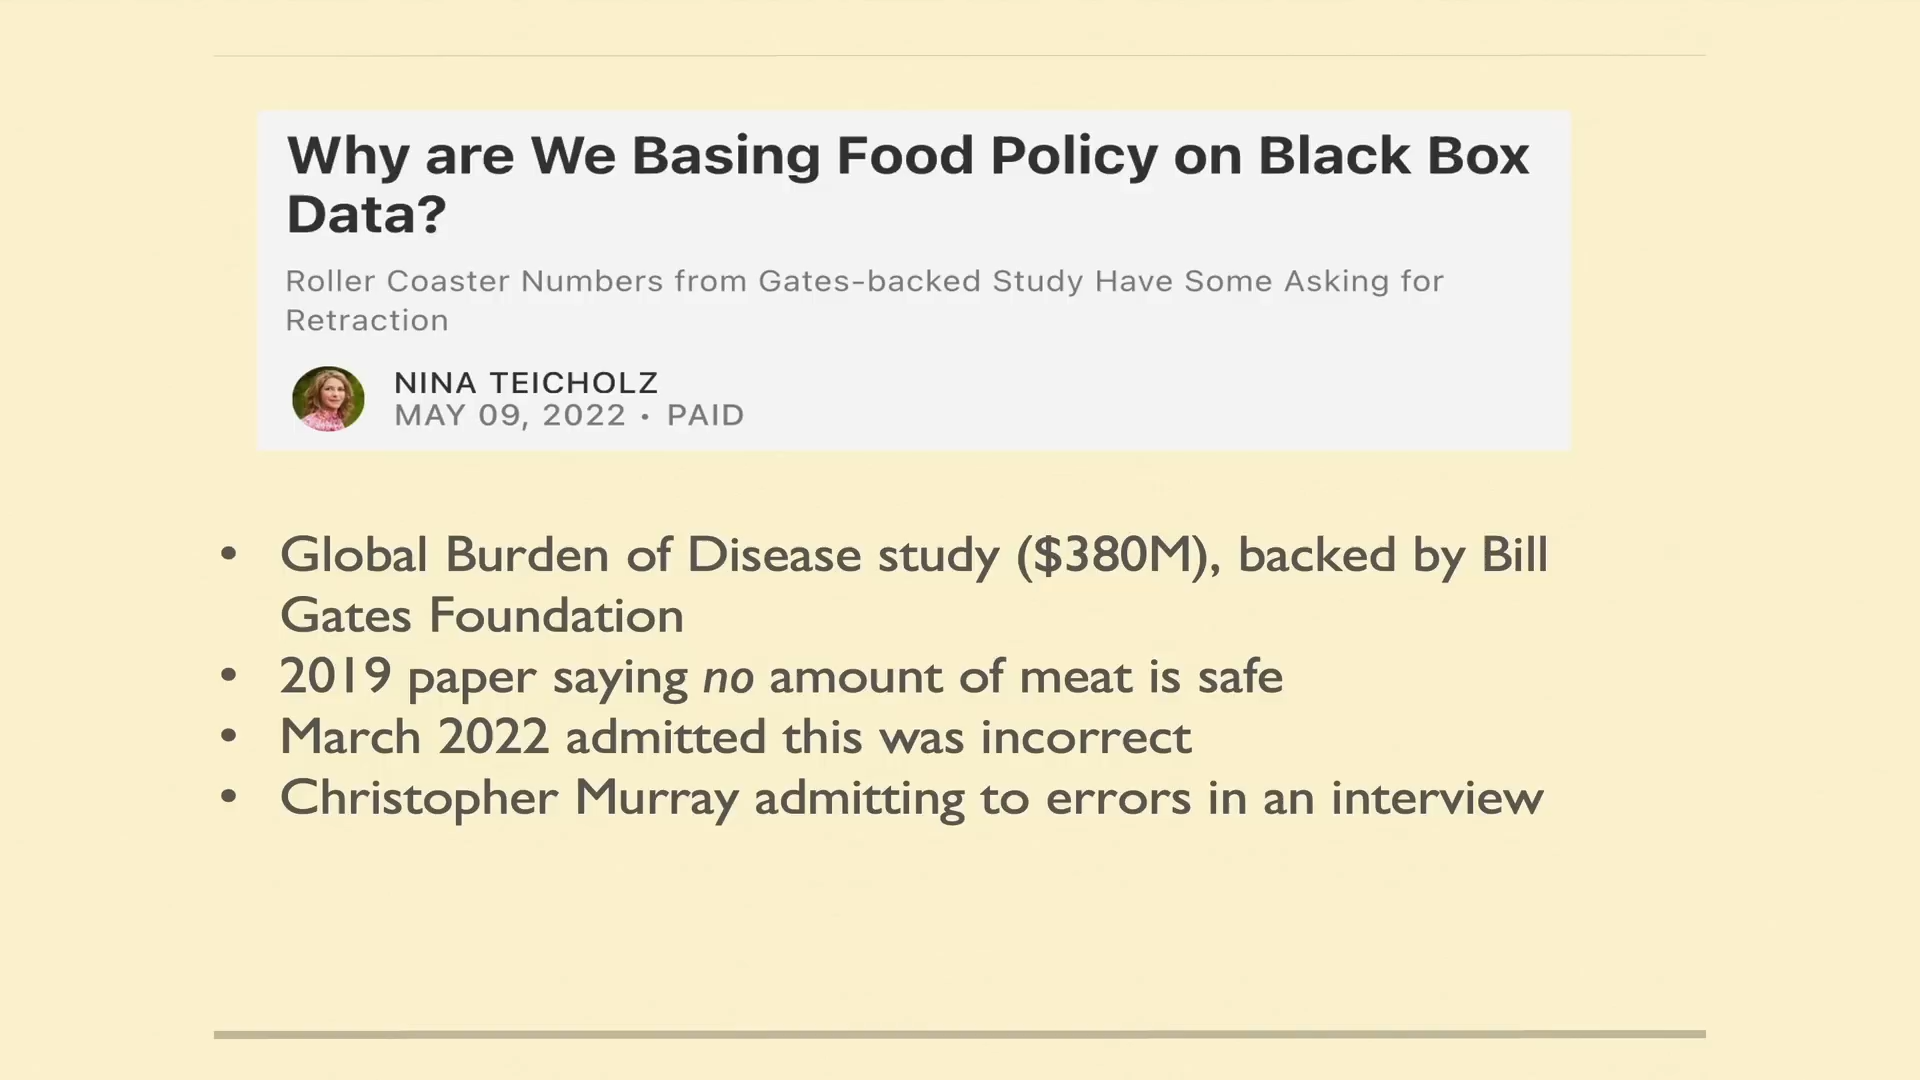 Why are We Basing Food Policy on Black Box
Data?
Roller Coaster Numbers from Gates-backed Study Have Some Asking for
Retraction
NINA TEICHOLZ
MAY 09, 2022 • PAID
• Global Burden of Disease study ($380M), backed by Bill
Gates Foundation
• 2019 paper saying no amount of meat is safe
• March 2022 admitted this was incorrect
• Christopher Murray admitting to errors in an interview